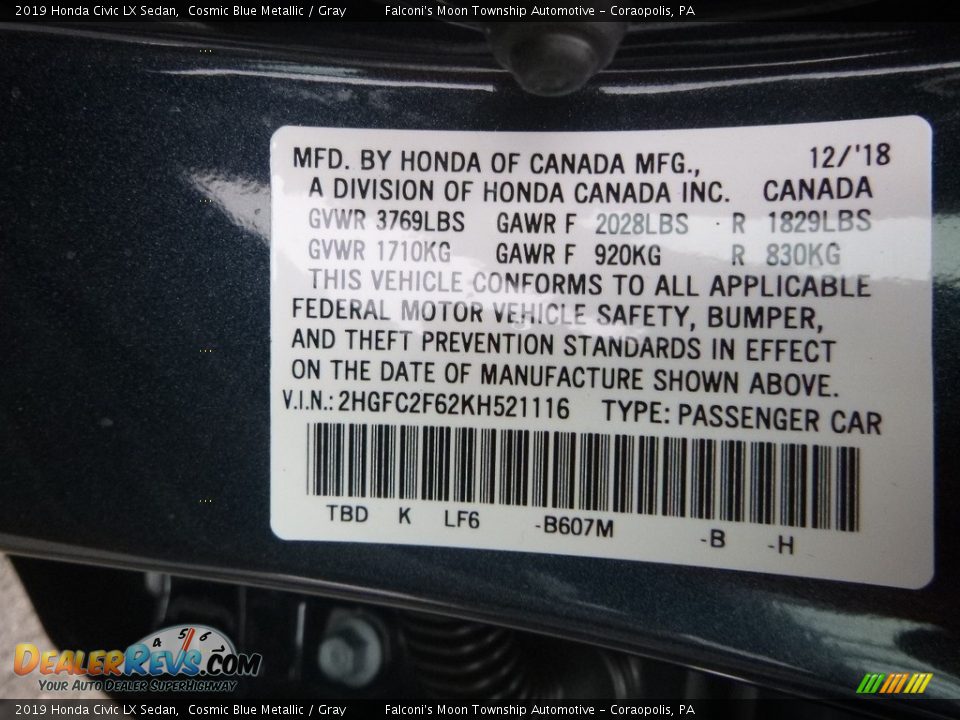 2019 Honda Civic LX Sedan, Cosmic Blue Metallic / Gray Falconi's Moon Township Automotive - Coraopolis, PA
MFD. BY HONDA OF CANADA MFG., 12/'18
A DIVISION OF HONDA CANADA INC. CANADA
GVWR 3769LBS GAWR F 2028LBS R 1829LBS
GVWR 1710KG GAWR F 920KG R 830KG
THIS VEHICLE CONFORMS TO ALL APPLICABLE
FEDERAL MOTOR VEHICLE SAFETY, BUMPER,
AND THEFT PREVENTION STANDARDS IN EFFECT
ON THE DATE OF MANUFACTURE SHOWN ABOVE.
V.I.N.: 2HGFC2F62KH521116 TYPE: PASSENGER CAR
TBD K LF6 -B607M -B -H
4 5 6
DealerRevs.com
Your Auto Dealer SuperHighway
2019 Honda Civic LX Sedan, Cosmic Blue Metallic / Gray Falconi's Moon Township Automotive - Coraopolis, PA